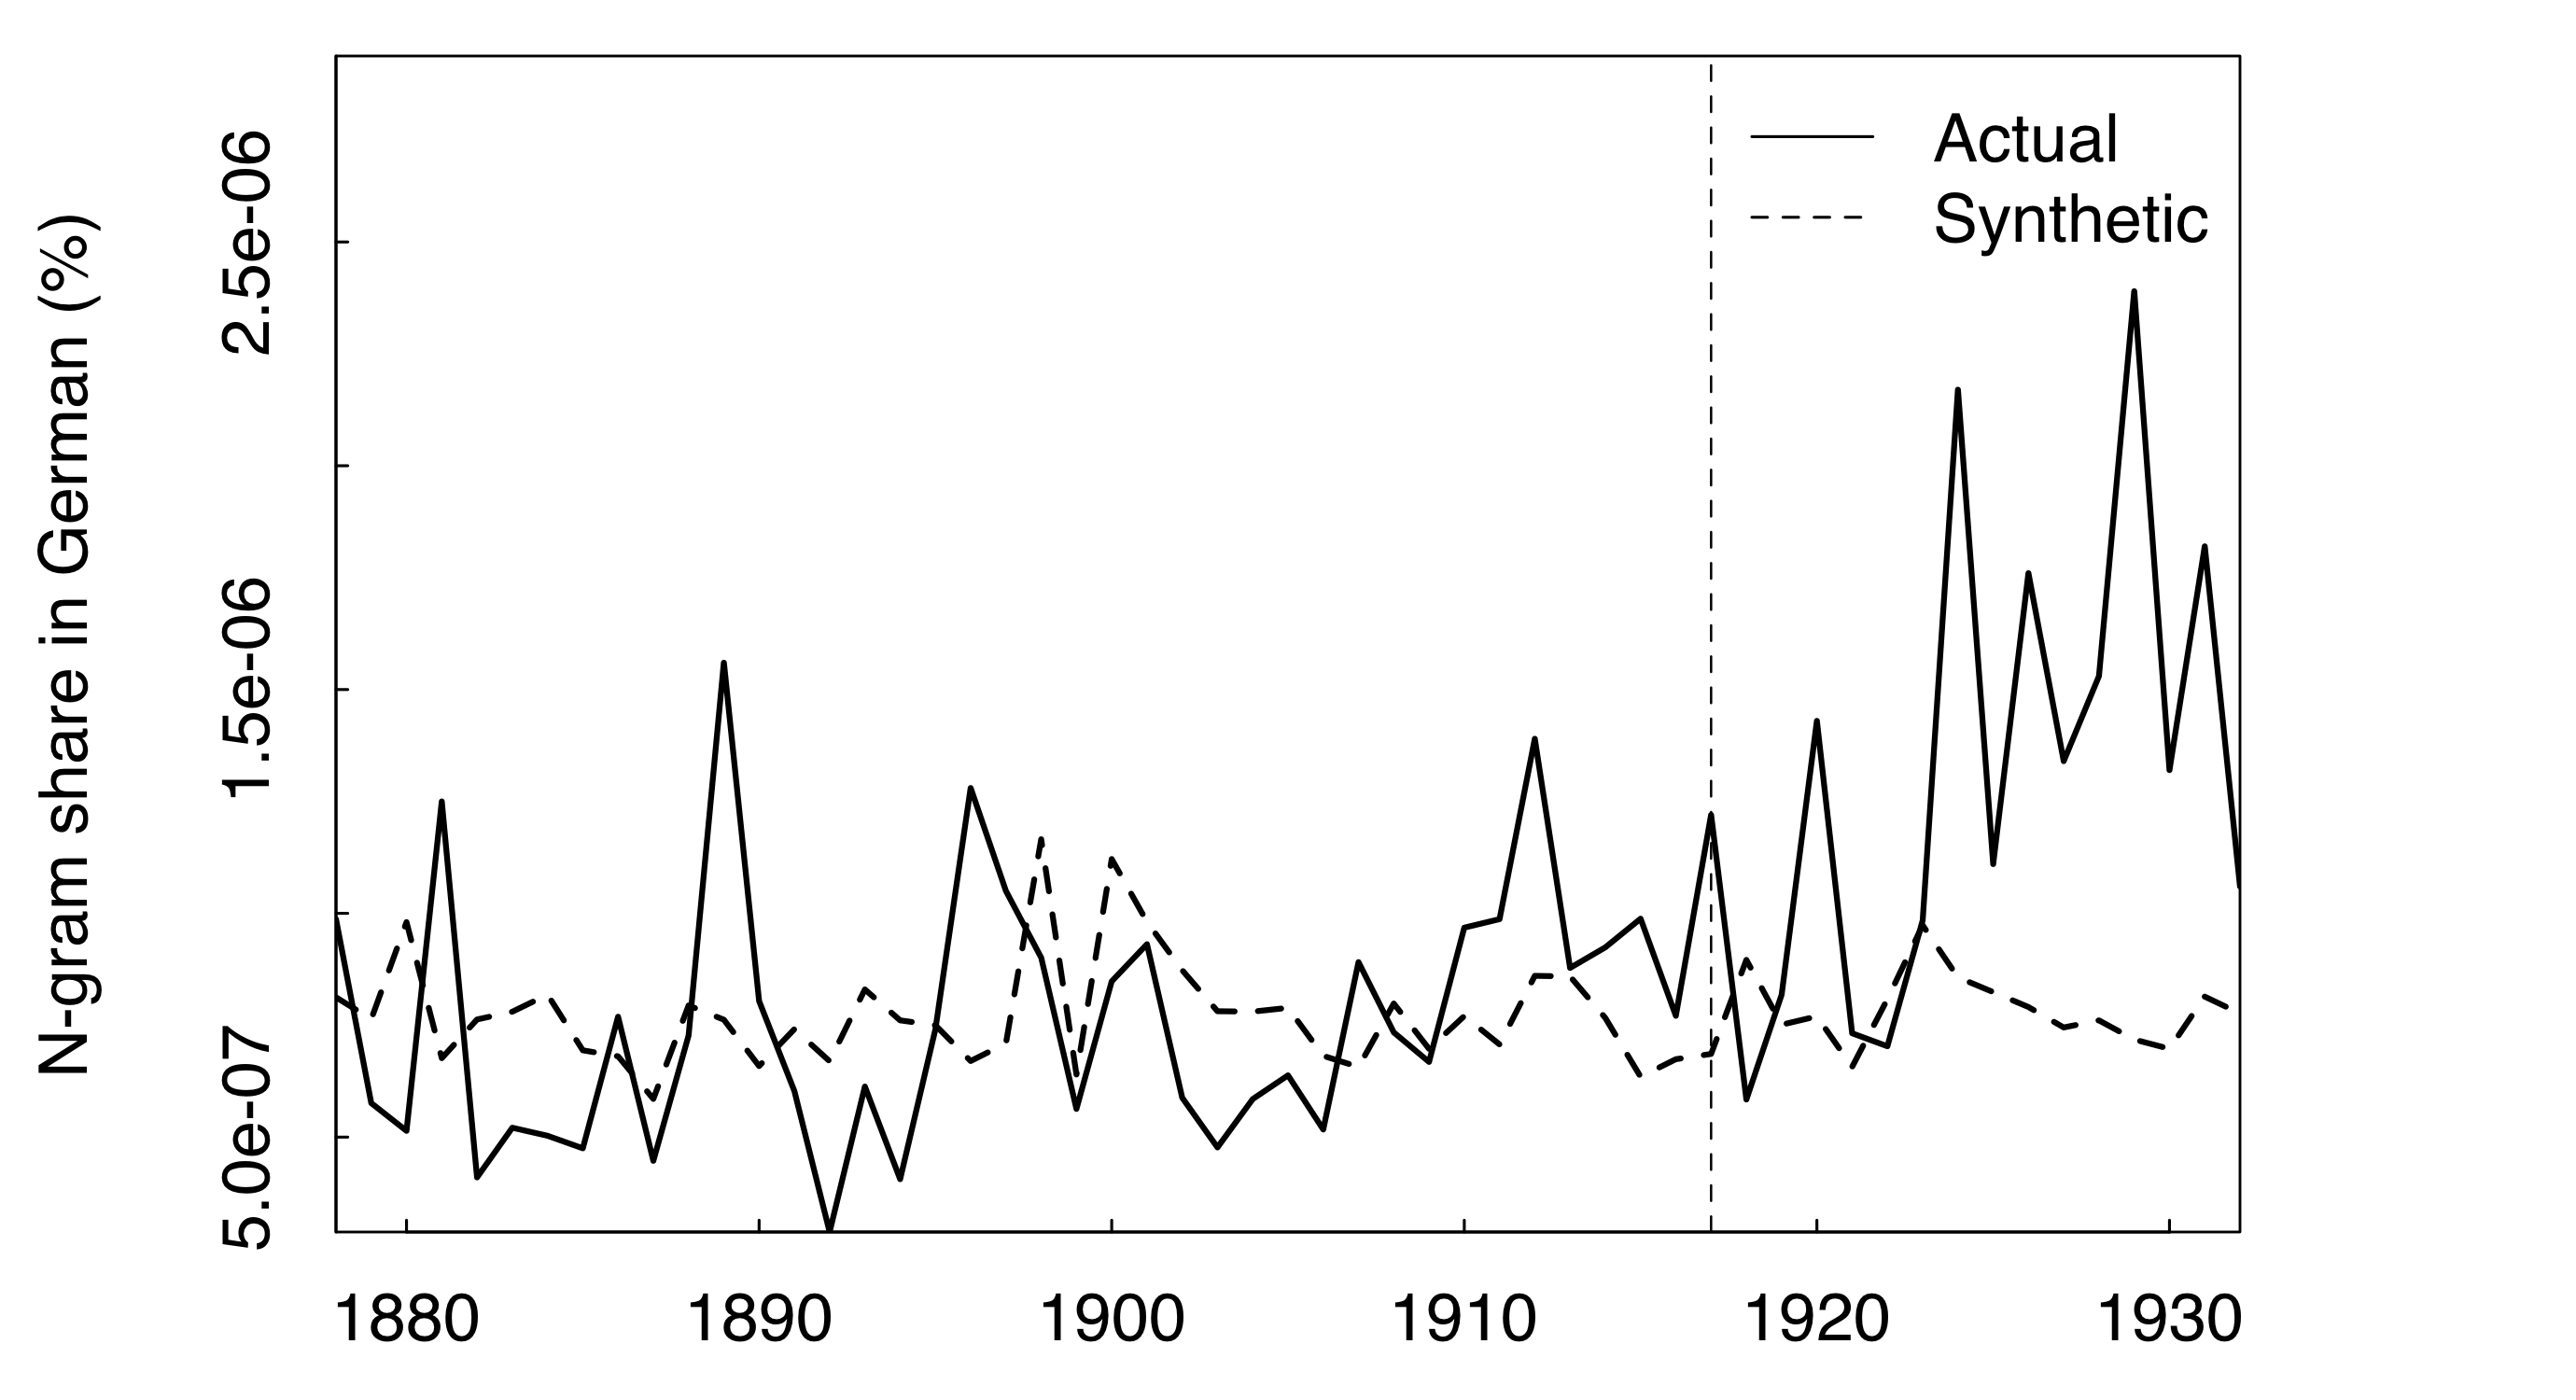 N-gram share in German (%)
2.5e-06
1.5e-06
5.0e-07
Actual
Synthetic
1880 1890 1900 1910 1920 1930